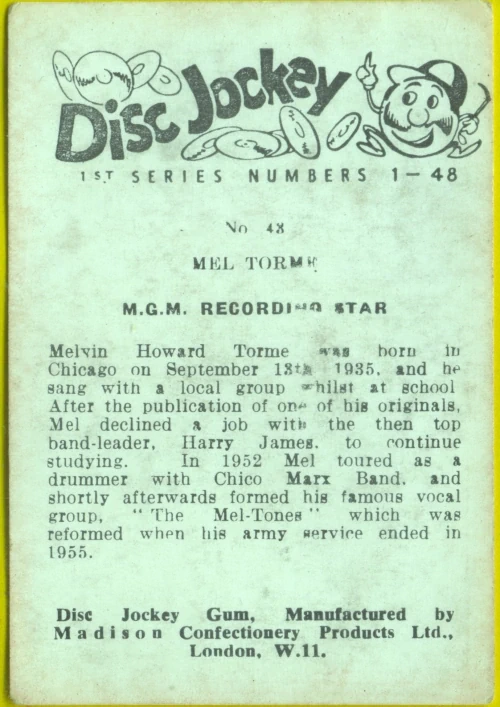 Disc Jockey
1ST SERIES NUMBERS 1-48
No 48
MEL TORME
M.G.M. RECORDING STAR
Melvin Howard Torme was born in
Chicago on September 13th 1935. and he
sang with a local group whilst at school
After the publication of one of his originals,
Mel declined a job with the then top
band-leader, Harry James. to continue
studying. In 1952 Mel toured as a
drummer with Chico Marx Band. and
shortly afterwards formed his famous vocal
group, "The Mel-Tones" which was
reformed when his army service ended in
1955.
Disc Jockey Gum, Manufactured by
Madison Confectionery Products Ltd.,
London, W.11.